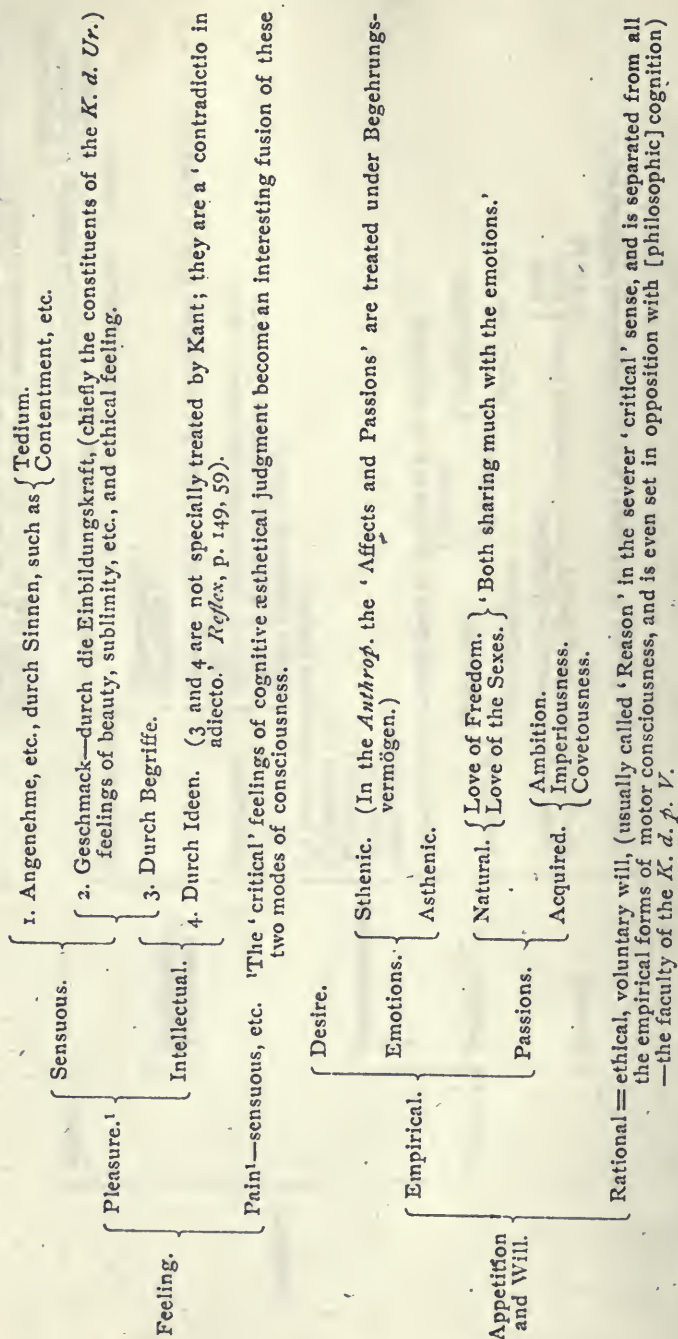 Feeling.
Pleasure.¹
Sensuous.
1. Angenehme, etc., durch Sinnen, such as
Tedium.
Contentment, etc.
2. Geschmack—durch die Einbildungskraft, (chiefly the constituents of the K. d. Ur.)
feelings of beauty, sublimity, etc., and ethical feeling.
Intellectual.
3. Durch Begriffe.
4. Durch Ideen. (3 and 4 are not specially treated by Kant; they are a ‘contradictio in
adiecto.’ Reflex, p. 149, 59).
Pain¹—sensuous, etc. ¹The ‘critical’ feelings of cognitive æsthetical judgment become an interesting fusion of these
two modes of consciousness.
Appetition
and Will.
Empirical.
Desire.
Emotions.
Sthenic. (In the Anthrop. the ‘Affects and Passions’ are treated under Begehrungs-
vermögen.)
Asthenic.
Passions.
Natural.
Love of Freedom.
Love of the Sexes.
‘Both sharing much with the emotions.’
Acquired.
Ambition.
Imperiousness.
Covetousness.
Rational = ethical, voluntary will, (usually called ‘Reason’ in the severer ‘critical’ sense, and is separated from all
the empirical forms of motor consciousness, and is even set in opposition with [philosophic] cognition)
—the faculty of the K. d. p. V.